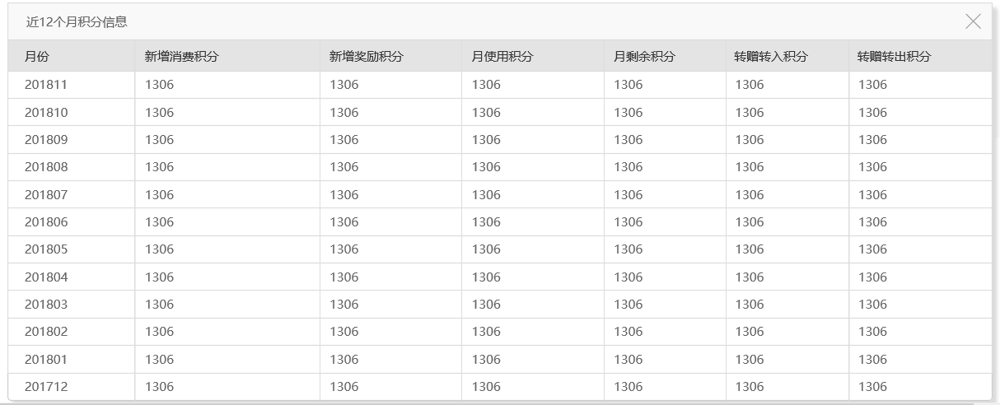 近12个月积分信息
月份 新增消费积分 新增奖励积分 月使用积分 月剩余积分 转赠转入积分 转赠转出积分
201811 1306 1306 1306 1306 1306 1306
201810 1306 1306 1306 1306 1306 1306
201809 1306 1306 1306 1306 1306 1306
201808 1306 1306 1306 1306 1306 1306
201807 1306 1306 1306 1306 1306 1306
201806 1306 1306 1306 1306 1306 1306
201805 1306 1306 1306 1306 1306 1306
201804 1306 1306 1306 1306 1306 1306
201803 1306 1306 1306 1306 1306 1306
201802 1306 1306 1306 1306 1306 1306
201801 1306 1306 1306 1306 1306 1306
201712 1306 1306 1306 1306 1306 1306